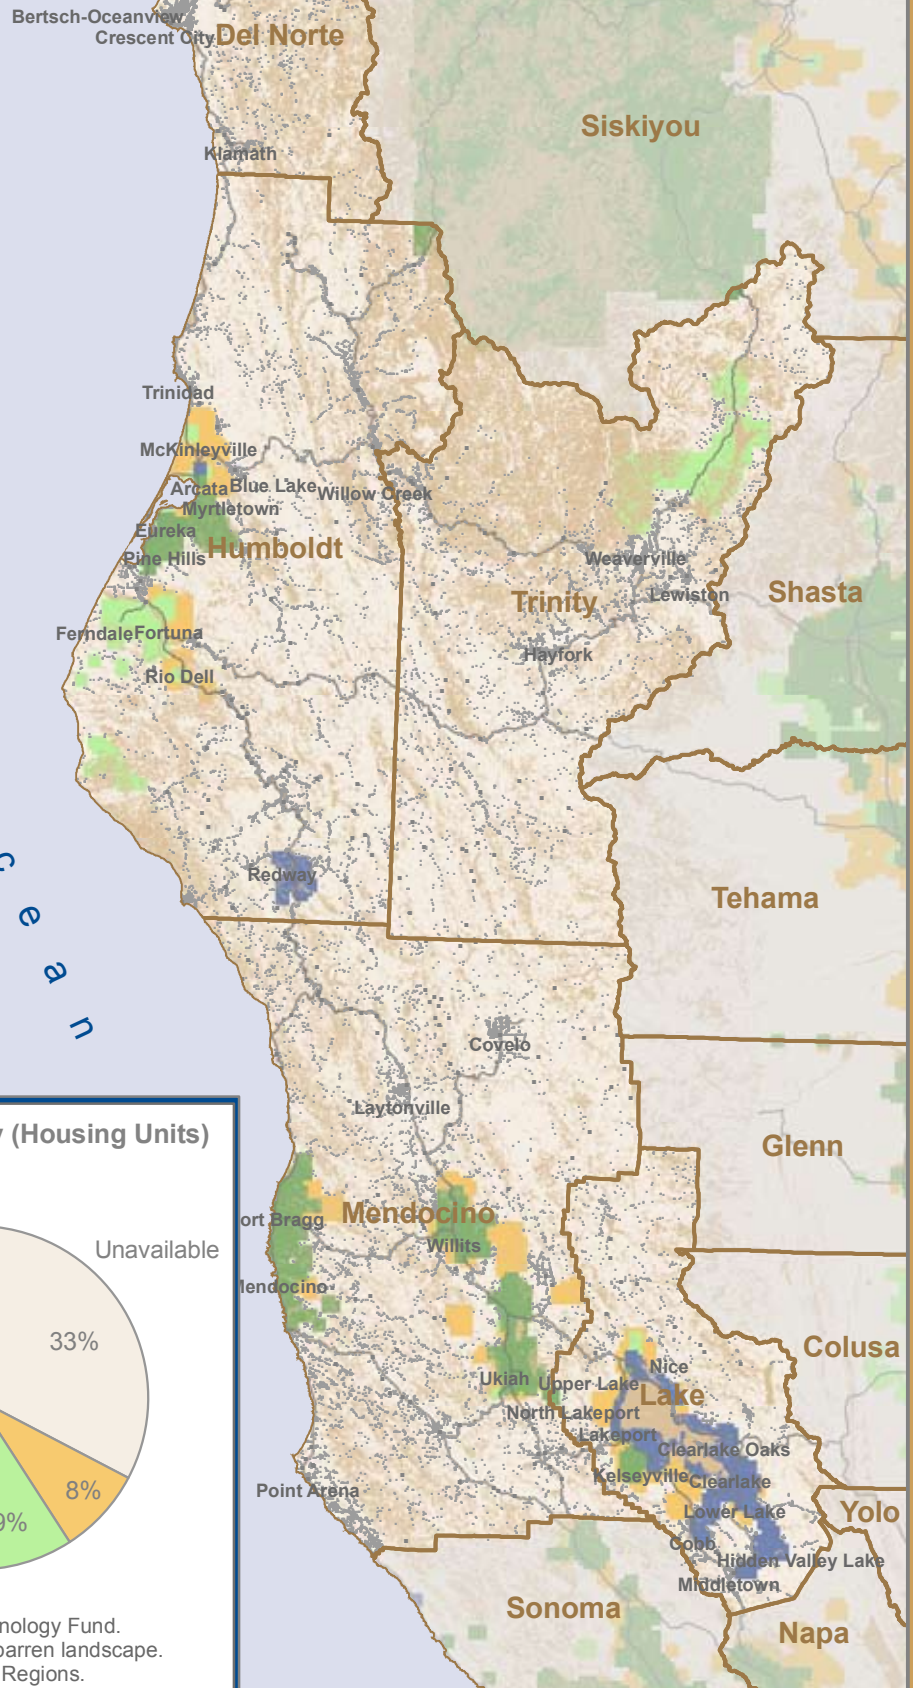 Bertsch-Oceanview
Crescent City
Del Norte
Siskiyou
Klamath
Trinidad
McKinleyville
Arcata
Blue Lake
Willow Creek
Myrtletown
Eureka
Pine Hills
Humboldt
Weaverville
Trinity
Lewiston
Shasta
Ferndale
Fortuna
Hayfork
Rio Dell
Redway
Tehama
c
e
a
n
Covelo
Laytonville
Glenn
y (Housing Units)
ort Bragg
Mendocino
Willits
Unavailable
endocino
33%
Colusa
Nice
Ukiah
Upper Lake
Lake
North Lakeport
Lakeport
Clearlake Oaks
Kelseyville
Clearlake
8%
Point Arena
Lower Lake
Yolo
9%
Cobb
Hidden Valley Lake
Middletown
Sonoma
Napa
nology Fund.
barren landscape.
Regions.